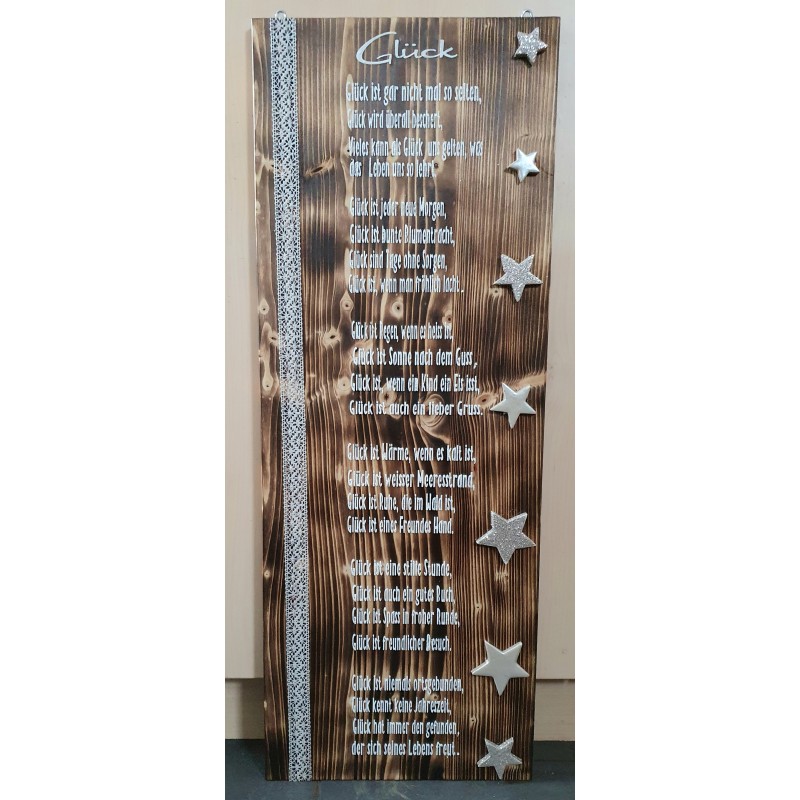 Glück
Glück ist gar nicht mal so selten,
Glück wird überall beschert,
Vieles kann als Glück uns gelten, was
das Leben uns so lehrt.
Glück ist jeder neue Morgen,
Glück ist bunte Blumentracht,
Glück sind Tage ohne Sorgen,
Glück ist, wenn man fröhlich lacht..
Glück ist Regen, wenn es heiss ist,
Glück ist Sonne nach dem Guss,
Glück ist, wenn ein Kind ein Eis isst,
Glück ist auch ein lieber Gruss.
Glück ist Wärme, wenn es kalt ist,
Glück ist weisser Meeresstrand,
Glück ist Ruhe, die im Wald ist,
Glück ist eines Freundes Hand.
Glück ist eine stille Stunde,
Glück ist auch ein gutes Buch,
Glück ist Spass in froher Runde,
Glück ist freundlicher Besuch.
Glück ist niemals ortsgebunden,
Glück kennt keine Jahreszeit,
Glück hat immer den gefunden,
der sich seines Lebens freut..